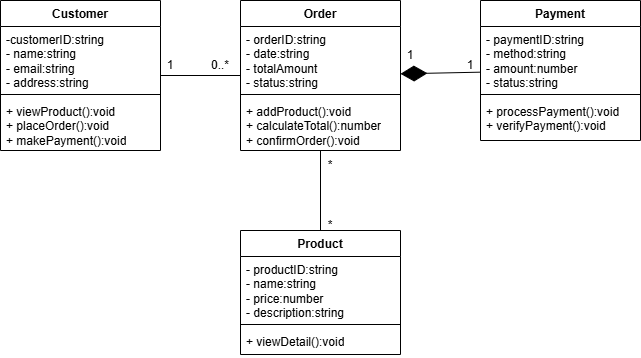 Customer
-customerID:string
- name:string
- email:string
- address:string
+ viewProduct():void
+ placeOrder():void
+ makePayment():void
1
0..*
Order
- orderID:string
- date:string
- totalAmount
- status:string
+ addProduct():void
+ calculateTotal():number
+ confirmOrder():void
1
1
Payment
- paymentID:string
- method:string
- amount:number
- status:string
+ processPayment():void
+ verifyPayment():void
*
*
Product
- productID:string
- name:string
- price:number
- description:string
+ viewDetail():void